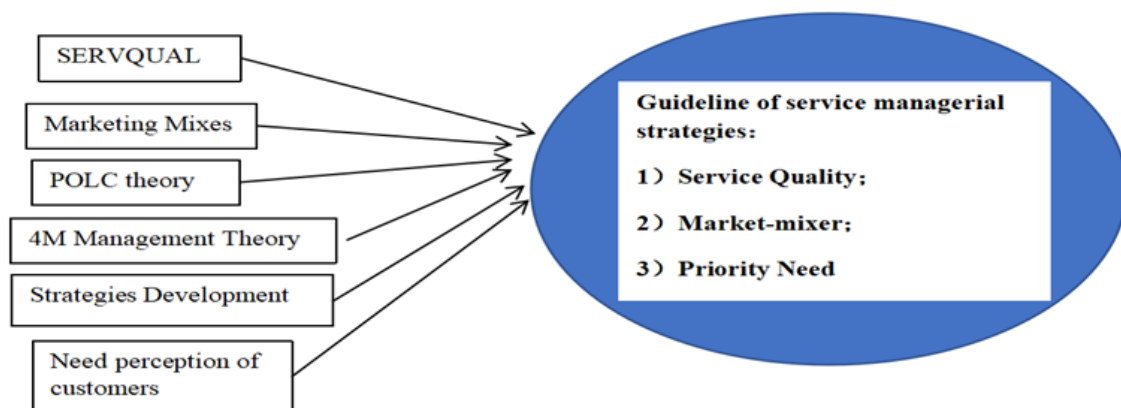 SERVQUAL
Marketing Mixes
POLC theory
4M Management Theory
Strategies Development
Need perception of
customers
Guideline of service managerial
strategies：
1）Service Quality；
2）Market-mixer；
3）Priority Need